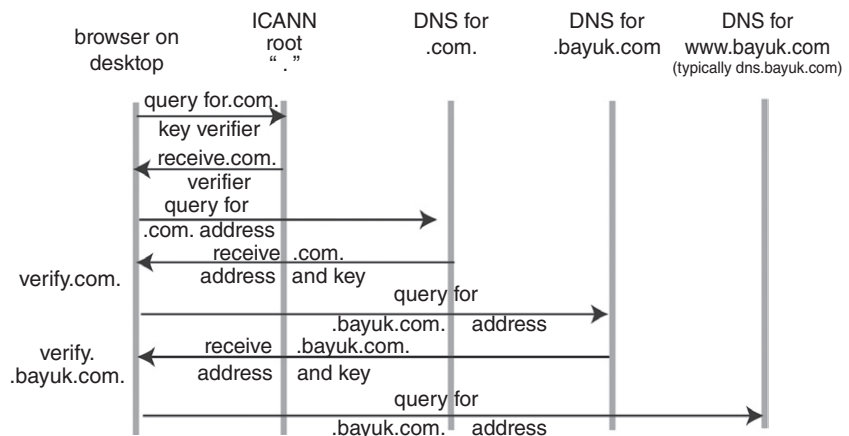 browser on
desktop
ICANN
root
“ . ”
DNS for
.com.
DNS for
.bayuk.com
DNS for
www.bayuk.com
(typically dns.bayuk.com)
query for.com.
key verifier
receive.com.
verifier
query for
.com. address
receive .com.
address and key
verify.com.
query for
.bayuk.com. address
receive .bayuk.com.
address and key
verify.
.bayuk.com.
query for
.bayuk.com. address